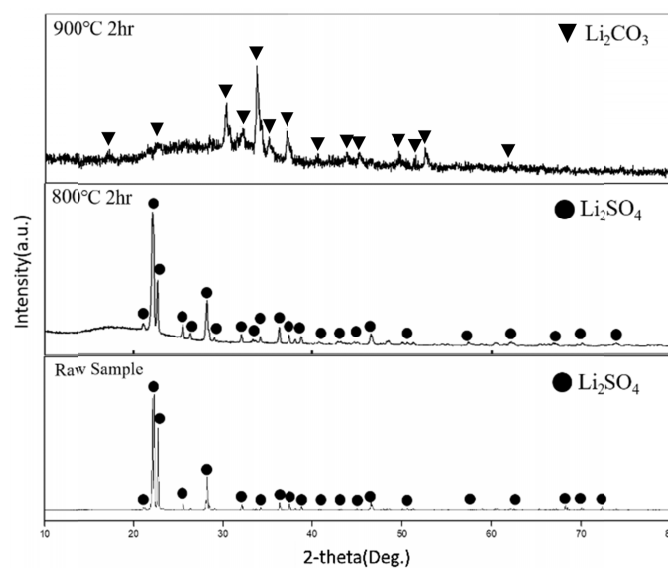 900°C 2hr
Li₂CO₃
800°C 2hr
Li₂SO₄
Raw Sample
Li₂SO₄
Intensity(a.u.)
10 20 30 40 50 60 70 80
2-theta(Deg.)